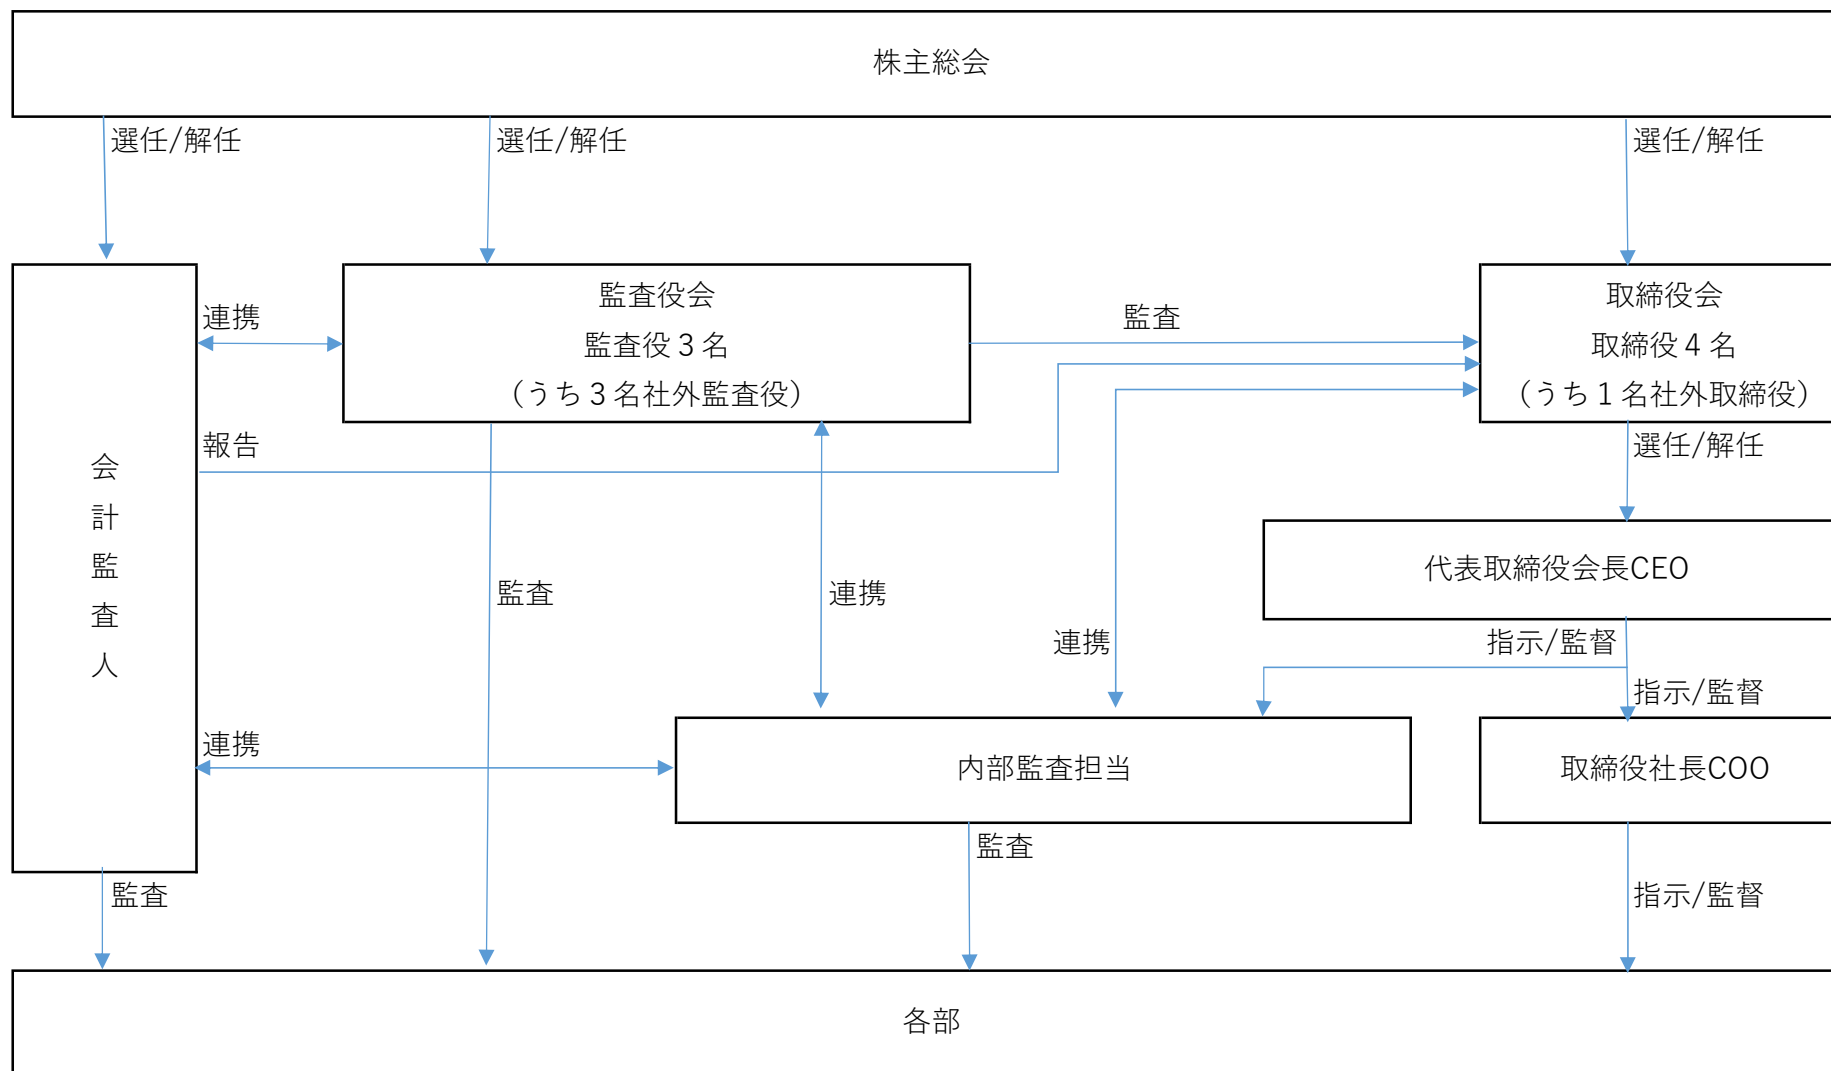 株主総会
選任/解任
選任/解任
選任/解任
監査役会
監査役３名
（うち３名社外監査役）
取締役会
取締役４名
（うち１名社外取締役）
連携
監査
報告
選任/解任
会
計
監
査
人
代表取締役会長CEO
監査
連携
連携
指示/監督
指示/監督
連携
内部監査担当
取締役社長COO
監査
監査
指示/監督
各部